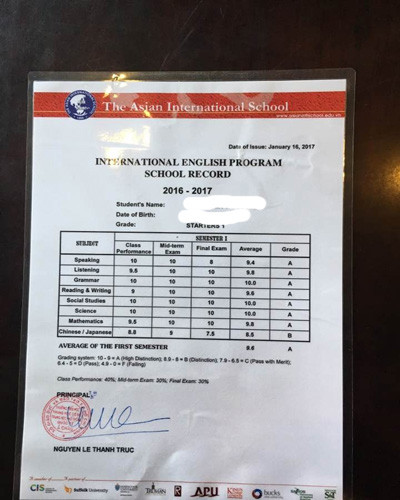 The Asian International School
Date of Issue: January 16, 2017
INTERNATIONAL ENGLISH PROGRAM
SCHOOL RECORD
2016 - 2017
Student's Name:
Date of Birth:
Grade: STARTERS 1
SUBJECT SEMESTER 1
Class Performance Mid-term Exam Final Exam Average Grade
Speaking 10 10 8 9.4 A
Listening 9.5 10 10 9.8 A
Grammar 10 10 10 10.0 A
Reading & Writing 9 10 10 9.6 A
Social Studies 10 10 10 10.0 A
Science 10 10 10 10.0 A
Mathematics 9.5 10 10 9.8 A
Chinese / Japanese 8.8 9 7.5 8.5 B
AVERAGE OF THE FIRST SEMESTER 9.6 A
Grading system: 10 - 9 = A (High Distinction); 8.9 - 8 = B (Distinction); 7.9 - 6.5 = C (Pass with Merit);
6.4 - 5 = D (Pass); 4.9 - 0 = F (Failing)
Class Performance: 40%; Mid-term Exam: 30%; Final Exam: 30%
PRINCIPAL
NGUYEN LE THANH TRUC
CIS APU bucks